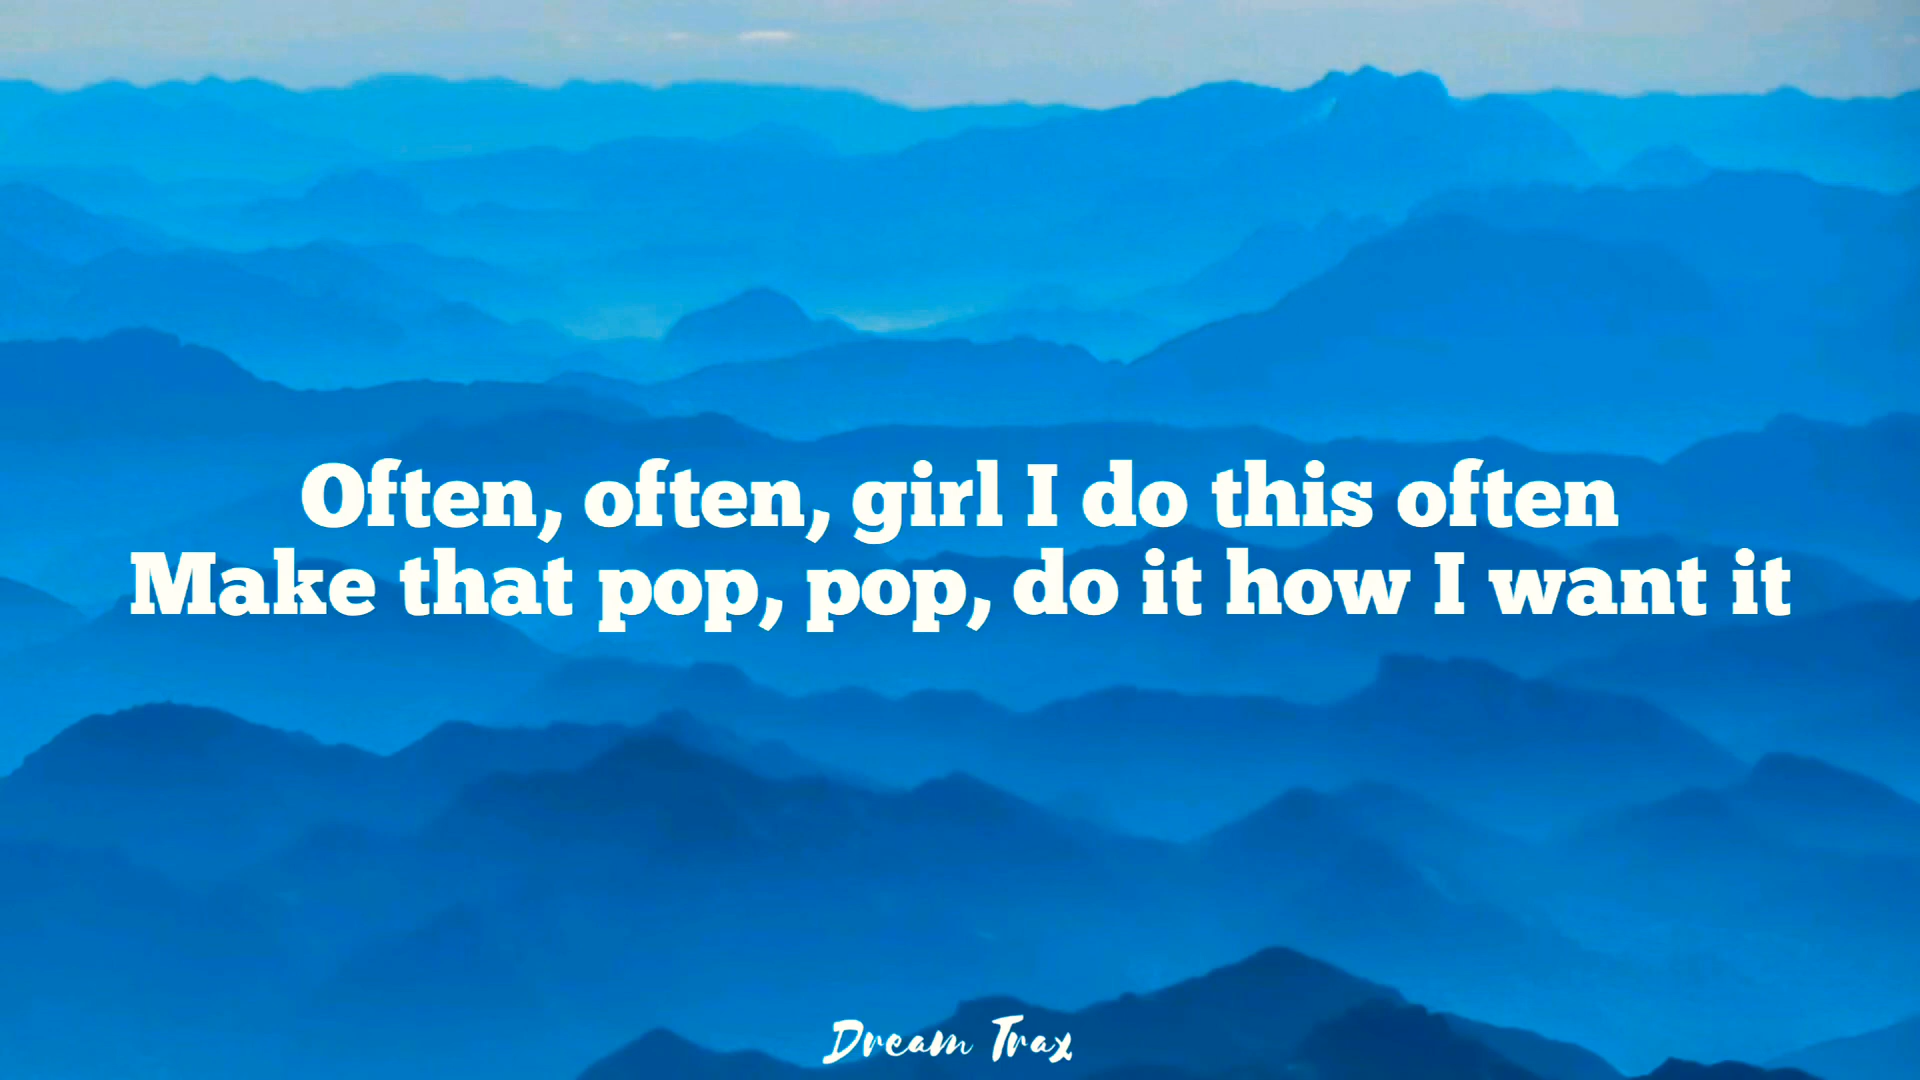 Often, often, girl I do this often
Make that pop, pop, do it how I want it
Dream Trax